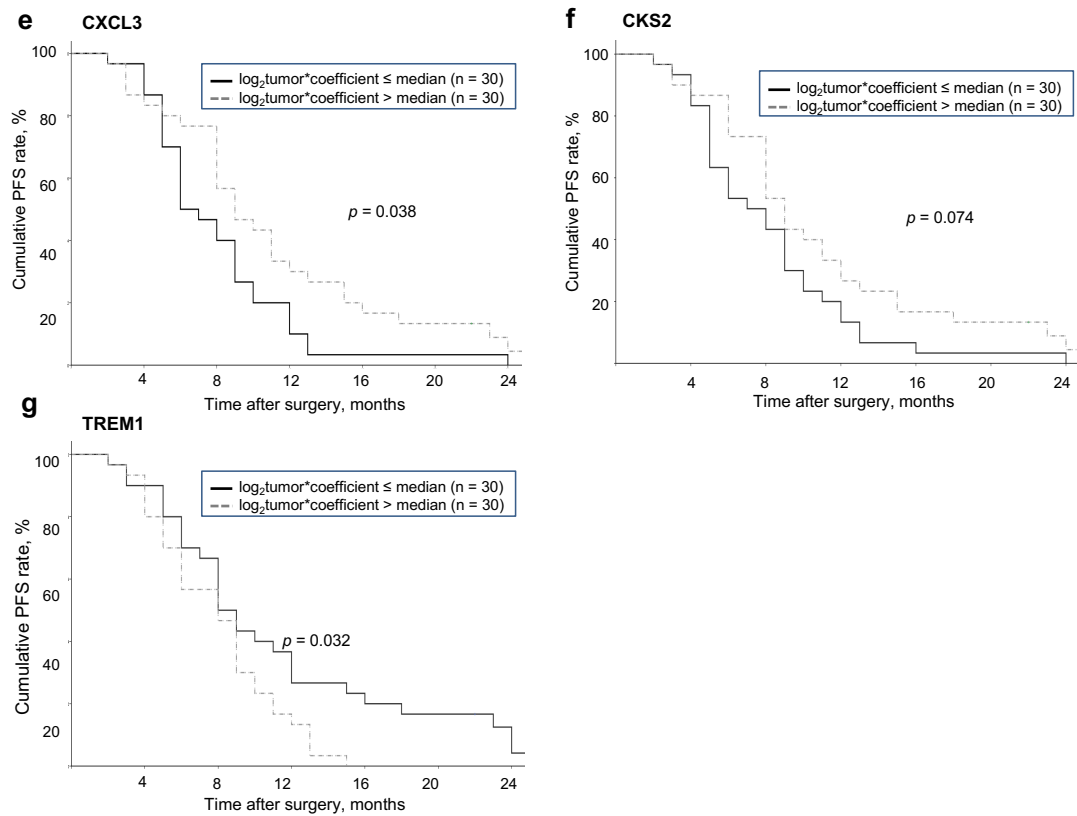 e
CXCL3
100
80
60
40
20
Cumulative PFS rate, %
log₂tumor*coefficient ≤ median (n = 30)
log₂tumor*coefficient > median (n = 30)
p = 0.038
4 8 12 16 20 24
Time after surgery, months
f
CKS2
100
80
60
40
20
Cumulative PFS rate, %
log₂tumor*coefficient ≤ median (n = 30)
log₂tumor*coefficient > median (n = 30)
p = 0.074
4 8 12 16 20 24
Time after surgery, months
g
TREM1
100
80
60
40
20
Cumulative PFS rate, %
log₂tumor*coefficient ≤ median (n = 30)
log₂tumor*coefficient > median (n = 30)
p = 0.032
4 8 12 16 20 24
Time after surgery, months